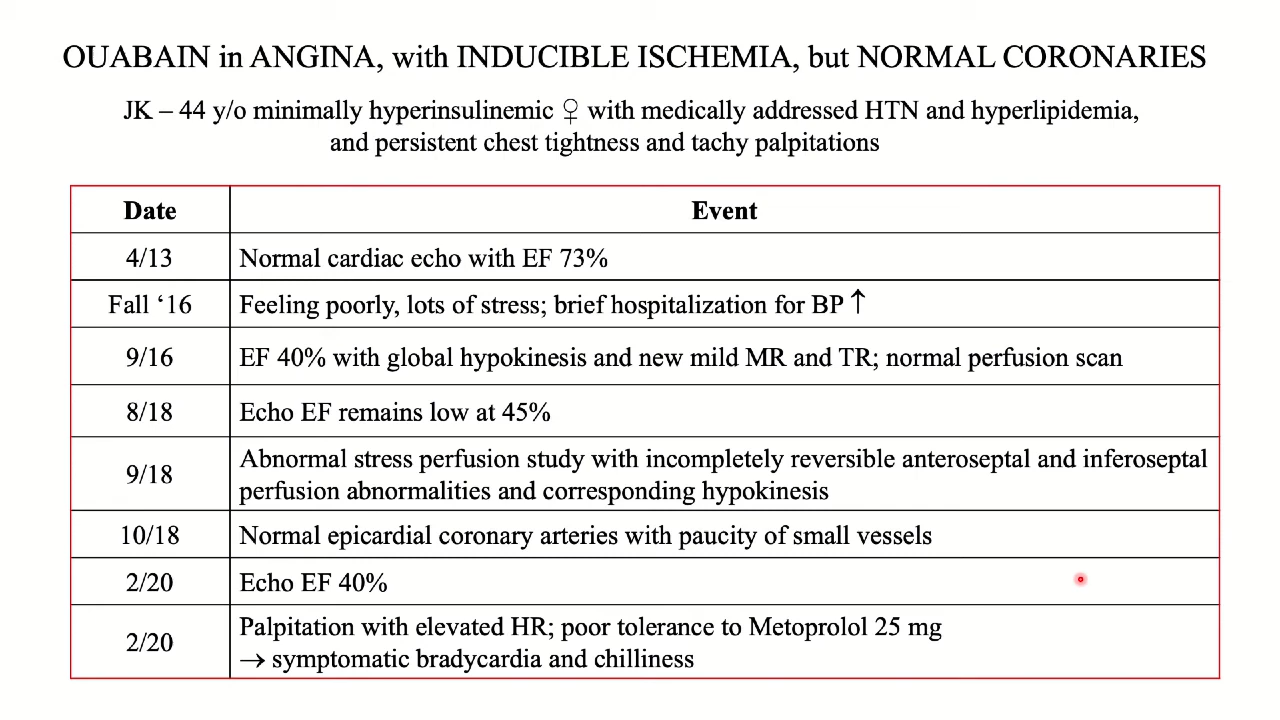 OUABAIN in ANGINA, with INDUCIBLE ISCHEMIA, but NORMAL CORONARIES
JK – 44 y/o minimally hyperinsulinemic ♀ with medically addressed HTN and hyperlipidemia,
and persistent chest tightness and tachy palpitations
Date Event
4/13 Normal cardiac echo with EF 73%
Fall ‘16 Feeling poorly, lots of stress; brief hospitalization for BP ↑
9/16 EF 40% with global hypokinesis and new mild MR and TR; normal perfusion scan
8/18 Echo EF remains low at 45%
9/18 Abnormal stress perfusion study with incompletely reversible anteroseptal and inferoseptal
perfusion abnormalities and corresponding hypokinesis
10/18 Normal epicardial coronary arteries with paucity of small vessels
2/20 Echo EF 40%
2/20 Palpitation with elevated HR; poor tolerance to Metoprolol 25 mg
→ symptomatic bradycardia and chilliness